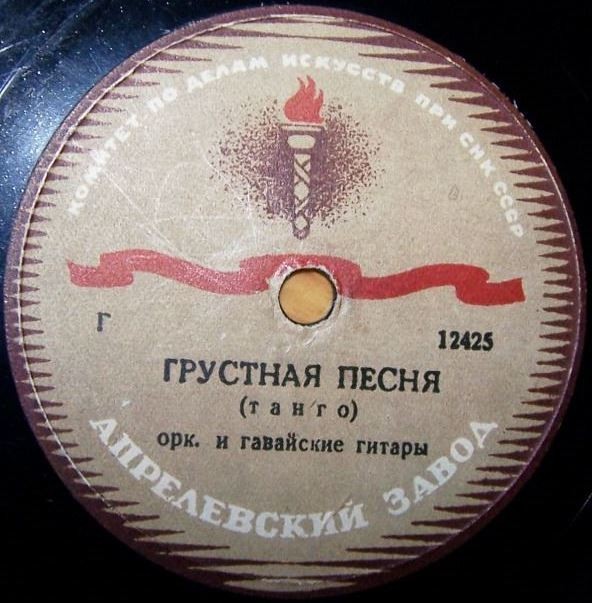 КОМИТЕТ ПО ДЕЛАМ ИСКУССТВ ПРИ СНК СССР
Г
12425
ГРУСТНАЯ ПЕСНЯ
(танго)
орк. и гавайские гитары
АПРЕЛЕВСКИЙ ЗАВОД